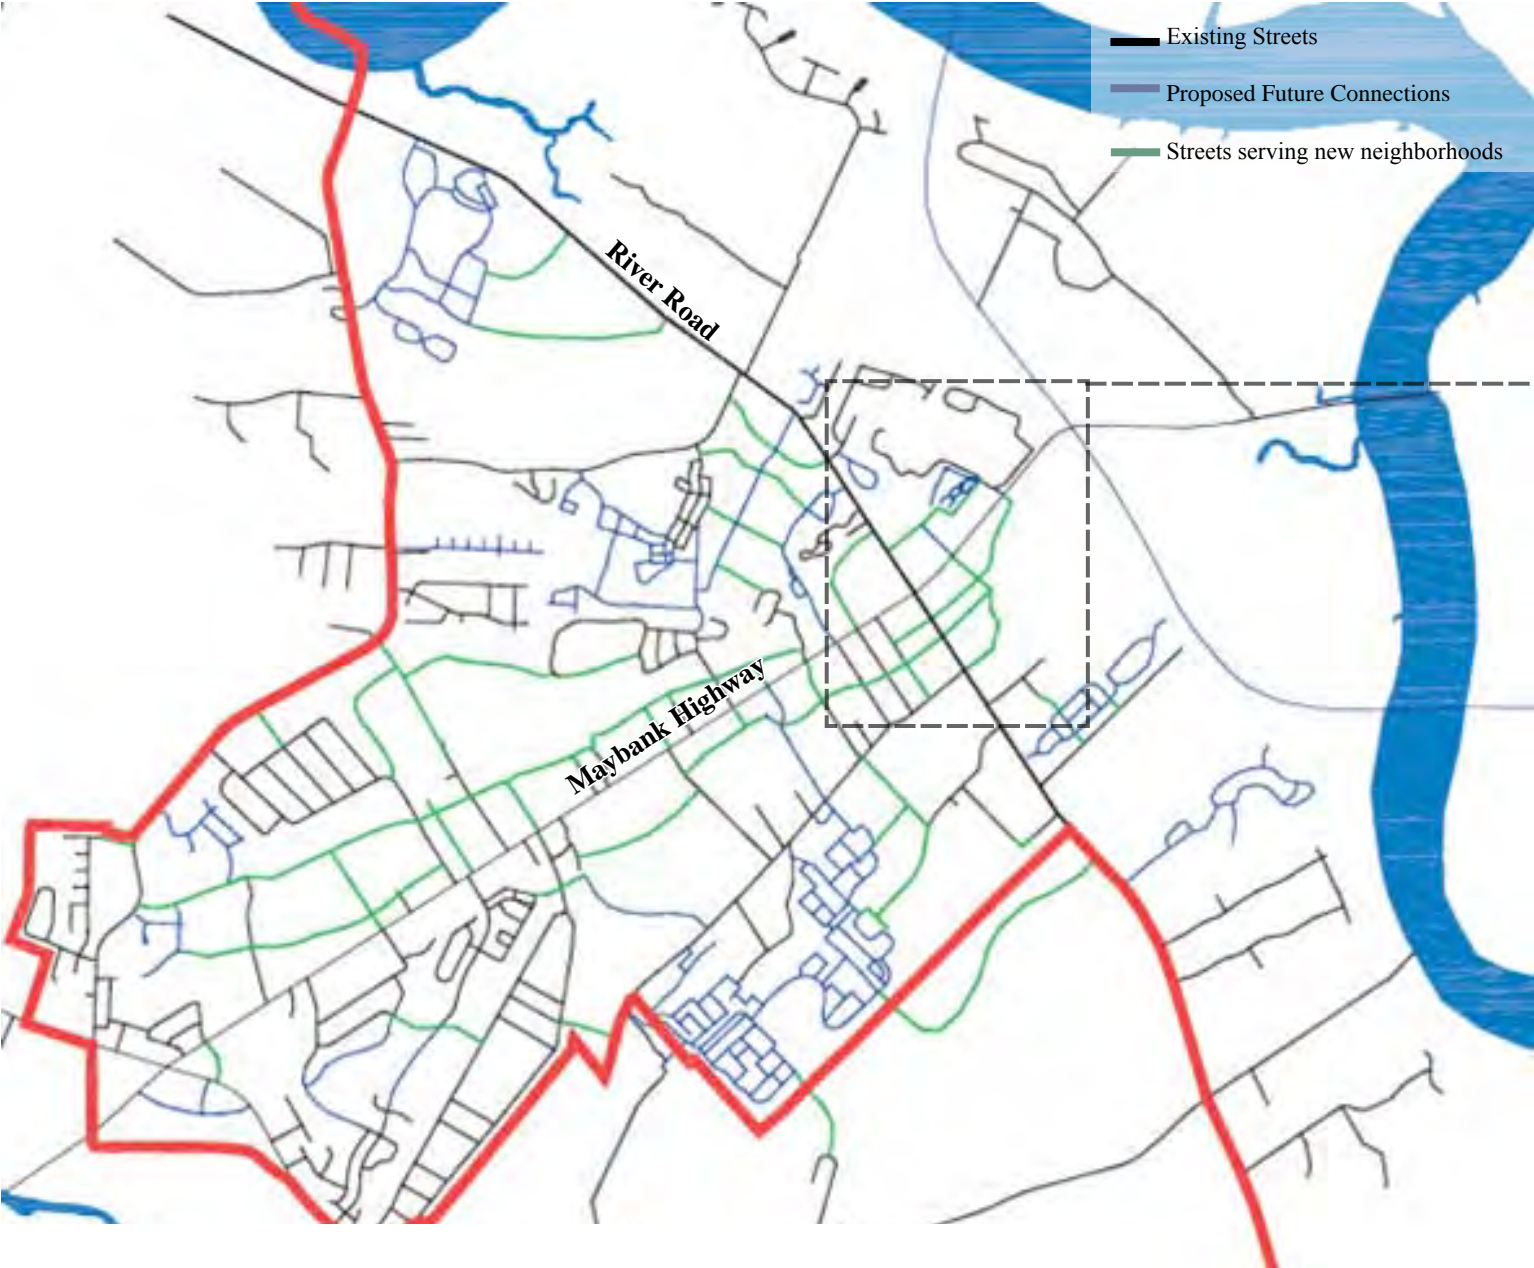 Existing Streets
Proposed Future Connections
Streets serving new neighborhoods
River Road
Maybank Highway